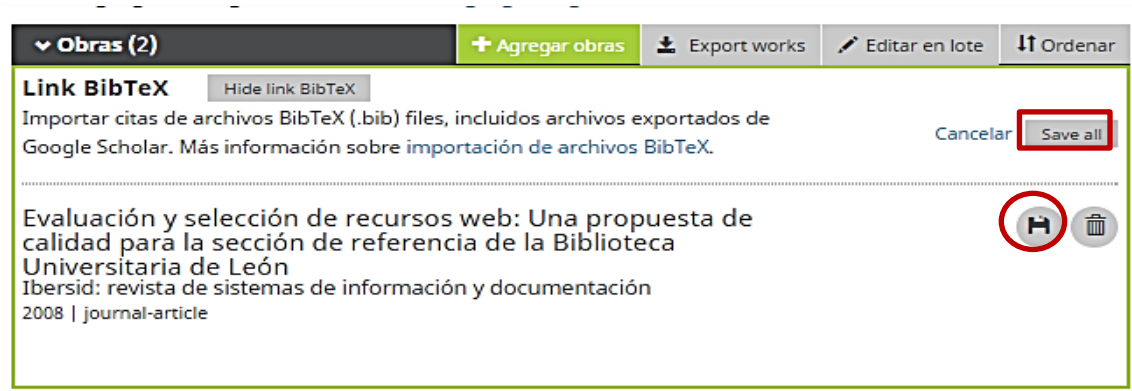 Obras (2) Agregar obras Export works Editar en lote Ordenar
Link BibTeX Hide link BibTeX
Importar citas de archivos BibTeX (.bib) files, incluidos archivos exportados de
Google Scholar. Más información sobre importación de archivos BibTeX.
Cancelar Save all
Evaluación y selección de recursos web: Una propuesta de
calidad para la sección de referencia de la Biblioteca
Universitaria de León
Ibersid: revista de sistemas de información y documentación
2008 | journal-article